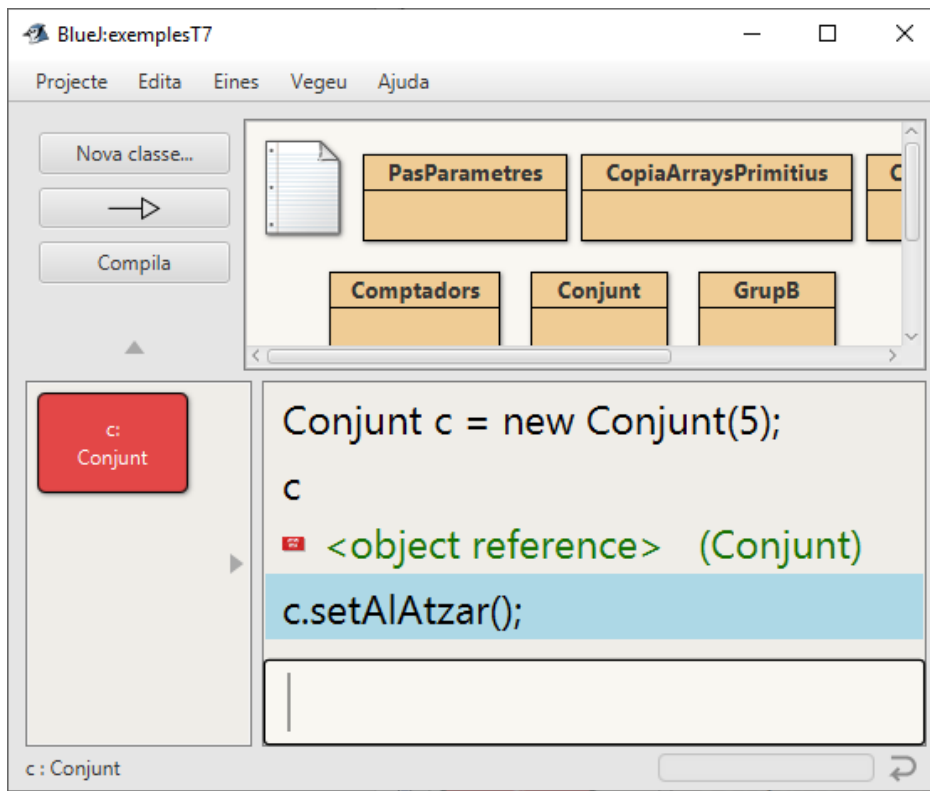 BlueJ:exemplesT7
Projecte Edita Eines Vegeu Ajuda
Nova classe...
Compila
PasParametres CopiaArraysPrimitius C
Comptadors Conjunt GrupB
c:
Conjunt
Conjunt c = new Conjunt(5);
c
<object reference> (Conjunt)
c.setAlAtzar();
c : Conjunt